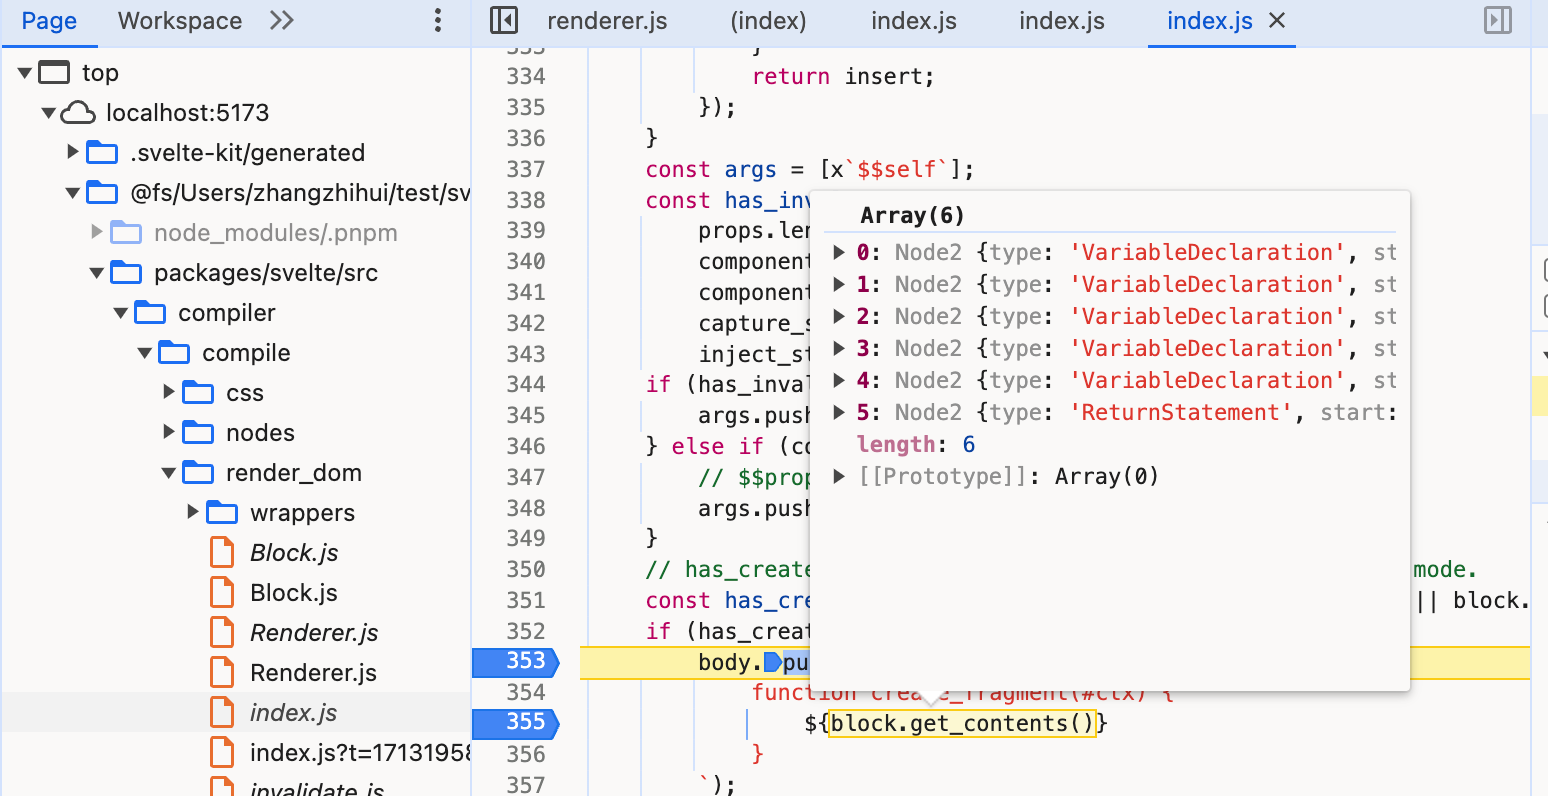 Page Workspace
renderer.js (index) index.js index.js index.js
top
localhost:5173
.svelte-kit/generated
@fs/Users/zhangzhihui/test/sv
node_modules/.pnpm
packages/svelte/src
compiler
compile
css
nodes
render_dom
wrappers
Block.js
Block.js
Renderer.js
Renderer.js
index.js
index.js?t=1713195
invalidate.js
333 }
334 return insert;
335 });
336 }
337 const args = [x`$$self`];
338 const has_inv
339 props.len
340 component
341 component
342 capture_s
343 inject_st
344 if (has_inval
345 args.push
346 } else if (co
347 // $$prop
348 args.push
349 }
350 // has_create mode.
351 const has_cre || block.
352 if (has_creat
353 body.pu
354 function create_fragment(#ctx) {
355 ${block.get_contents()}
356 }
357 `);
Array(6)
0: Node2 {type: 'VariableDeclaration', st
1: Node2 {type: 'VariableDeclaration', st
2: Node2 {type: 'VariableDeclaration', st
3: Node2 {type: 'VariableDeclaration', st
4: Node2 {type: 'VariableDeclaration', st
5: Node2 {type: 'ReturnStatement', start:
length: 6
[[Prototype]]: Array(0)